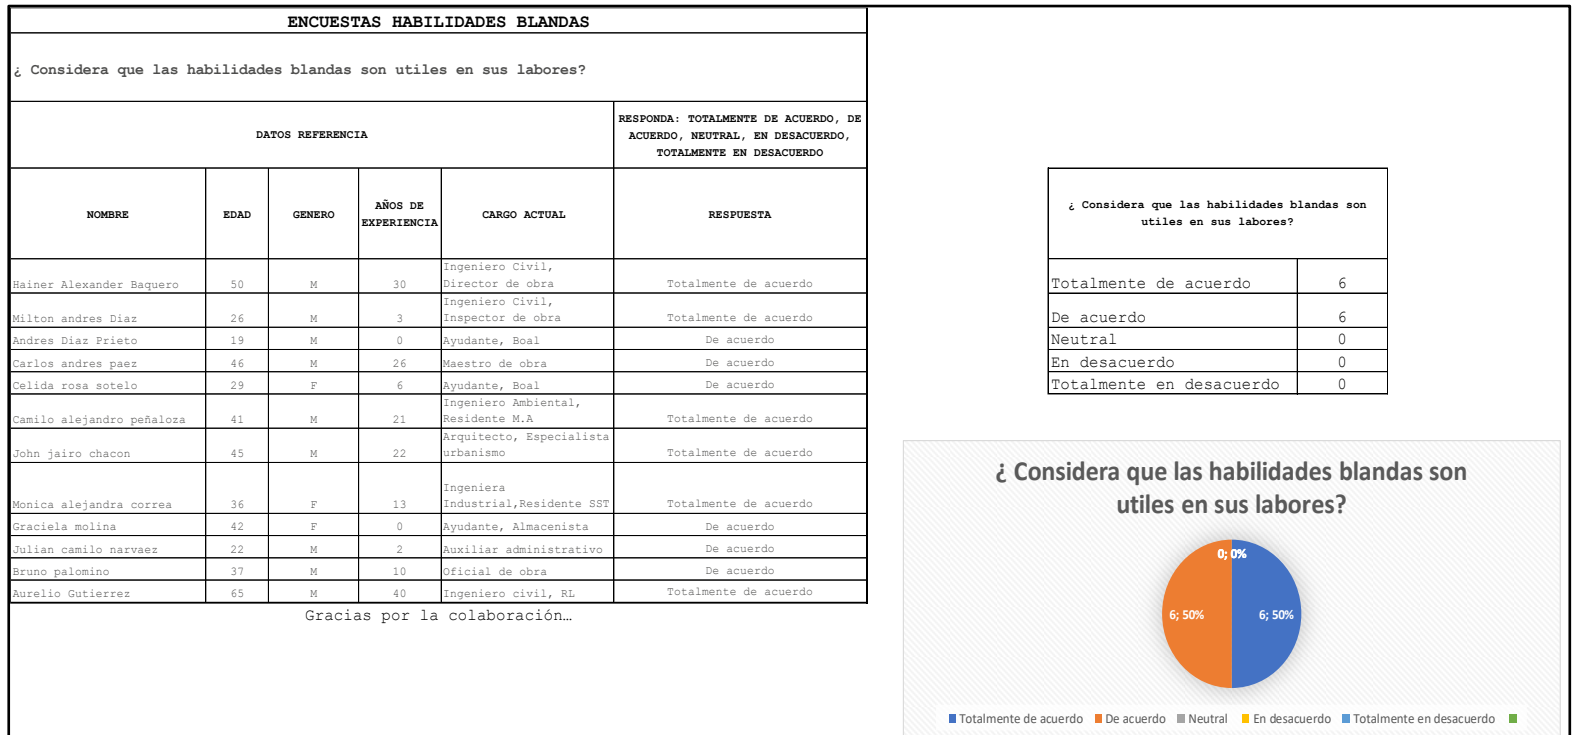 ENCUESTAS HABILIDADES BLANDAS
¿ Considera que las habilidades blandas son utiles en sus labores?
DATOS REFERENCIA
RESPONDA: TOTALMENTE DE ACUERDO, DE
ACUERDO, NEUTRAL, EN DESACUERDO,
TOTALMENTE EN DESACUERDO
NOMBRE EDAD GENERO AÑOS DE EXPERIENCIA CARGO ACTUAL RESPUESTA
Hainer Alexander Baquero 50 M 30 Ingeniero Civil, Director de obra Totalmente de acuerdo
Milton andres Diaz 26 M 3 Ingeniero Civil, Inspector de obra Totalmente de acuerdo
Andres Diaz Prieto 19 M 0 Ayudante, Boal De acuerdo
Carlos andres paez 46 M 26 Maestro de obra De acuerdo
Celida rosa sotelo 29 F 6 Ayudante, Boal De acuerdo
Camilo alejandro peñaloza 41 M 21 Ingeniero Ambiental, Residente M.A Totalmente de acuerdo
John jairo chacon 45 M 22 Arquitecto, Especialista urbanismo Totalmente de acuerdo
Monica alejandra correa 36 F 13 Ingeniera Industrial,Residente SST Totalmente de acuerdo
Graciela molina 42 F 0 Ayudante, Almacenista De acuerdo
Julian camilo narvaez 22 M 2 Auxiliar administrativo De acuerdo
Bruno palomino 37 M 10 Oficial de obra De acuerdo
Aurelio Gutierrez 65 M 40 Ingeniero civil, RL Totalmente de acuerdo
Gracias por la colaboración…
¿ Considera que las habilidades blandas son
utiles en sus labores?
Totalmente de acuerdo 6
De acuerdo 6
Neutral 0
En desacuerdo 0
Totalmente en desacuerdo 0
¿ Considera que las habilidades blandas son
utiles en sus labores?
0; 0%
6; 50% 6; 50%
Totalmente de acuerdo De acuerdo Neutral En desacuerdo Totalmente en desacuerdo